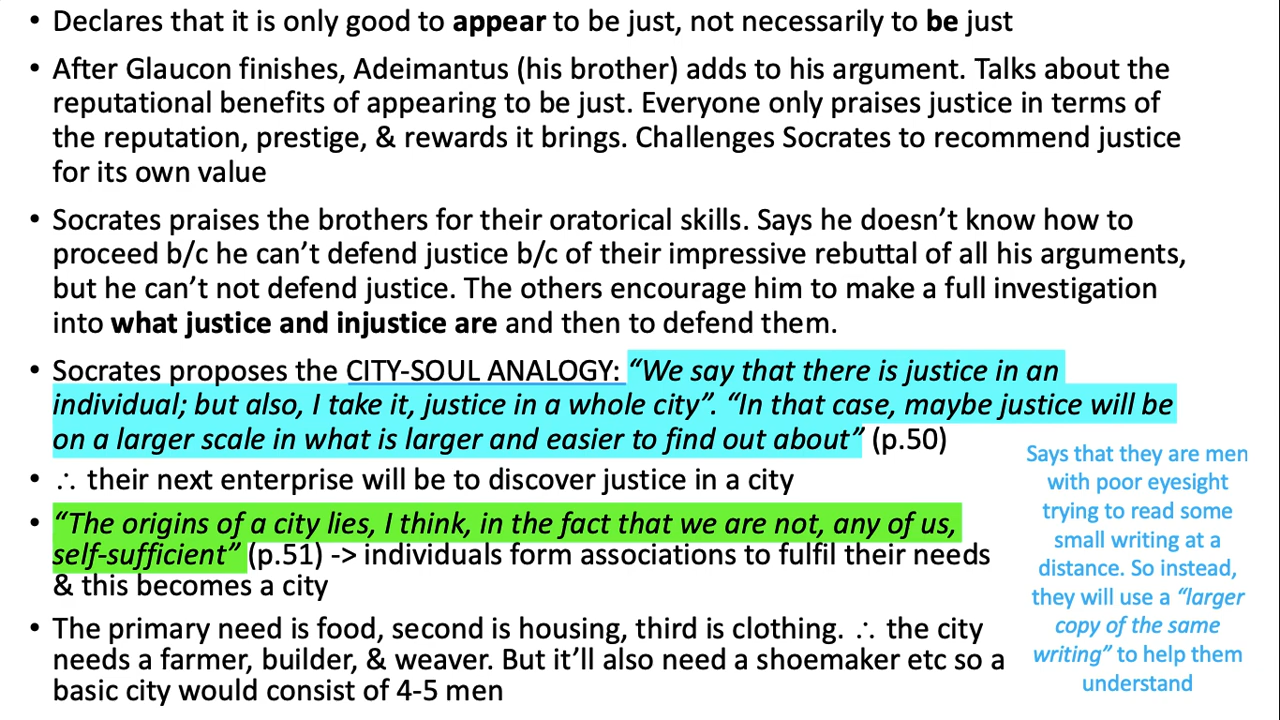 • Declares that it is only good to appear to be just, not necessarily to be just
• After Glaucon finishes, Adeimantus (his brother) adds to his argument. Talks about the
reputational benefits of appearing to be just. Everyone only praises justice in terms of
the reputation, prestige, & rewards it brings. Challenges Socrates to recommend justice
for its own value
• Socrates praises the brothers for their oratorical skills. Says he doesn’t know how to
proceed b/c he can’t defend justice b/c of their impressive rebuttal of all his arguments,
but he can’t not defend justice. The others encourage him to make a full investigation
into what justice and injustice are and then to defend them.
• Socrates proposes the CITY-SOUL ANALOGY: “We say that there is justice in an
individual; but also, I take it, justice in a whole city”. “In that case, maybe justice will be
on a larger scale in what is larger and easier to find out about” (p.50)
• ∴ their next enterprise will be to discover justice in a city
• “The origins of a city lies, I think, in the fact that we are not, any of us,
self-sufficient” (p.51) -> individuals form associations to fulfil their needs
& this becomes a city
• The primary need is food, second is housing, third is clothing. ∴ the city
needs a farmer, builder, & weaver. But it’ll also need a shoemaker etc so a
basic city would consist of 4-5 men
Says that they are men
with poor eyesight
trying to read some
small writing at a
distance. So instead,
they will use a “larger
copy of the same
writing” to help them
understand